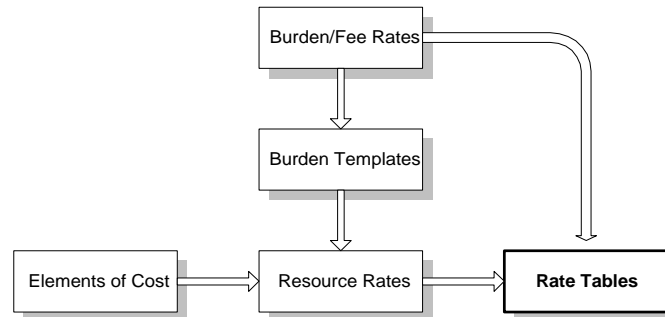 Burden/Fee Rates
Burden Templates
Elements of Cost
Resource Rates
Rate Tables